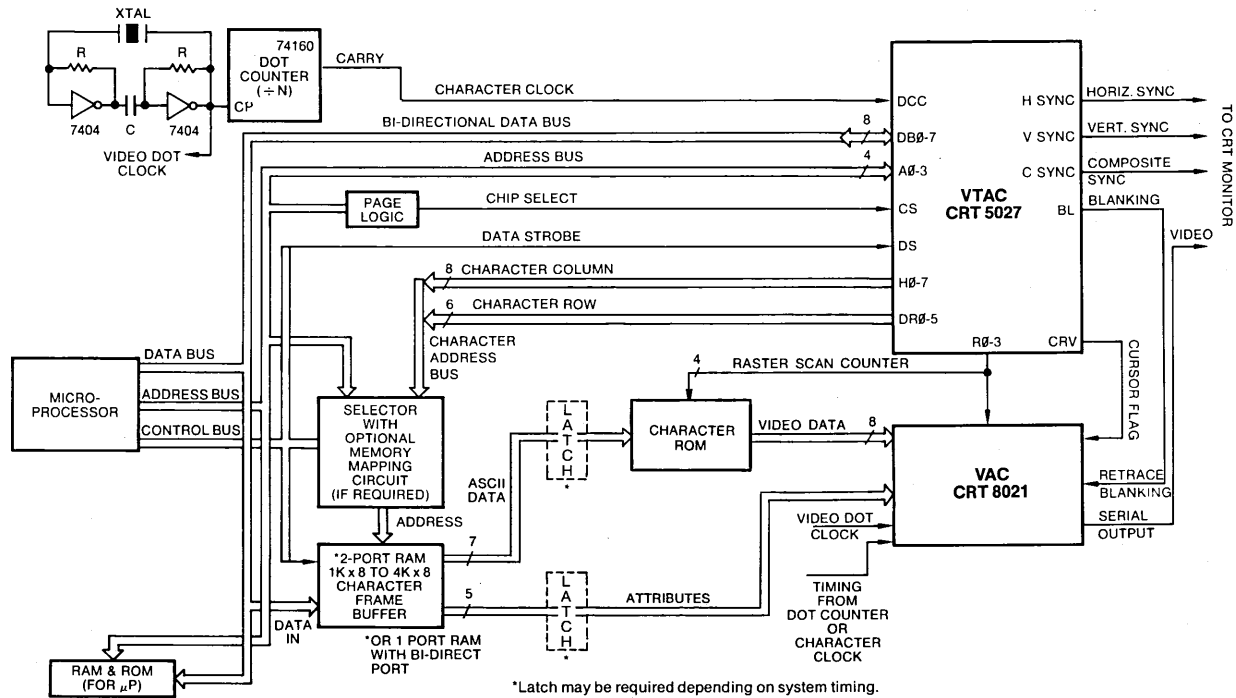 XTAL
R
R
7404
C
7404
VIDEO DOT
CLOCK
74160
DOT
COUNTER
(÷N)
CP
CARRY
CHARACTER CLOCK
BI-DIRECTIONAL DATA BUS
8
ADDRESS BUS
4
PAGE
LOGIC
CHIP SELECT
DATA STROBE
8 CHARACTER COLUMN
6 CHARACTER ROW
CHARACTER
ADDRESS
BUS
DCC
DBØ-7
AØ-3
CS
DS
HØ-7
DRØ-5
VTAC
CRT 5027
H SYNC
V SYNC
C SYNC
BL
RØ-3
CRV
HORIZ. SYNC
VERT. SYNC
COMPOSITE
SYNC
BLANKING
VIDEO
TO CRT MONITOR
CURSOR FLAG
MICRO-
PROCESSOR
DATA BUS
ADDRESS BUS
CONTROL BUS
SELECTOR
WITH
OPTIONAL
MEMORY
MAPPING
CIRCUIT
(IF REQUIRED)
ADDRESS
ASCII
DATA
LATCH
*
4
RASTER SCAN COUNTER
CHARACTER
ROM
VIDEO DATA
8
VAC
CRT 8021
RETRACE
BLANKING
SERIAL
OUTPUT
VIDEO DOT
CLOCK
TIMING
FROM
DOT COUNTER
OR
CHARACTER
CLOCK
*2-PORT RAM
1K x 8 TO 4K x 8
CHARACTER
FRAME
BUFFER
7
5
LATCH
*
ATTRIBUTES
DATA
IN
*OR 1 PORT RAM
WITH BI-DIRECT
PORT
RAM & ROM
(FOR µP)
*Latch may be required depending on system timing.